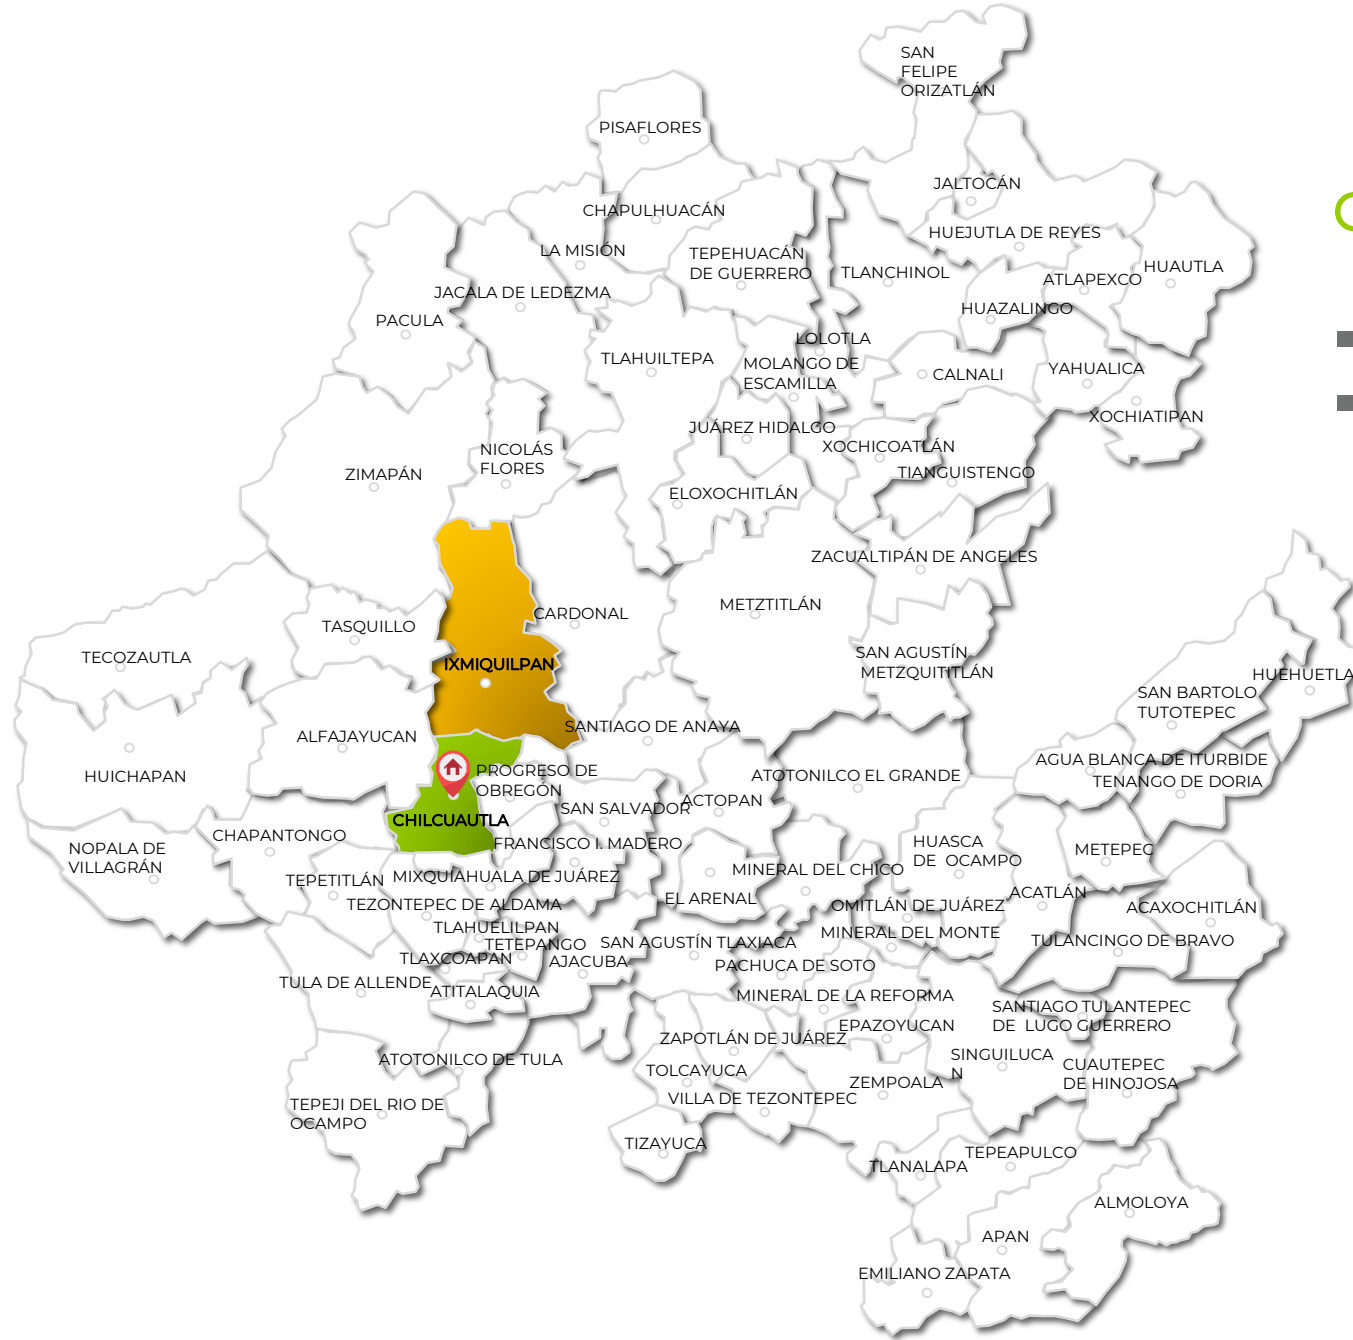 SAN
FELIPE
ORIZATLÁN
PISAFLORES
JALTOCÁN
CHAPULHUACÁN
HUEJUTLA DE REYES
LA MISIÓN
TEPEHUACÁN
DE GUERRERO
TLANCHINOL
HUAUTLA
ATLAPEXCO
JACALA DE LEDEZMA
HUAZALINGO
PACULA
LOLOTLA
TLAHUILTEPA
MOLANGO DE
ESCAMILLA
CALNALI
YAHUALICA
XOCHIATIPAN
JUÁREZ HIDALGO
XOCHICOATLÁN
NICOLÁS
FLORES
ZIMAPÁN
TIANGUISTENGO
ELOXOCHITLÁN
ZACUALTIPÁN DE ANGELES
METZTITLÁN
CARDONAL
TASQUILLO
TECOZAUTLA
IXMIQUILPAN
SAN AGUSTÍN
METZQUITITLÁN
HUEHUETLA
SAN BARTOLO
TUTOTEPEC
SANTIAGO DE ANAYA
ALFAJAYUCAN
HUICHAPAN
AGUA BLANCA DE ITURBIDE
TENANGO DE DORIA
PROGRESO DE
OBREGÓN
ATOTONILCO EL GRANDE
SAN SALVADOR
ACTOPAN
CHILCUAUTLA
CHAPANTONGO
FRANCISCO I. MADERO
HUASCA
DE OCAMPO
METEPEC
NOPALA DE
VILLAGRÁN
MINERAL DEL CHICO
TEPETITLÁN
MIXQUIAHUALA DE JUÁREZ
EL ARENAL
ACATLÁN
TEZONTEPEC DE ALDAMA
OMITLÁN DE JUÁREZ
ACAXOCHITLÁN
TLAHUELILPAN
MINERAL DEL MONTE
TETEPANGO
SAN AGUSTÍN TLAXIACA
TULANCINGO DE BRAVO
TLAXCOAPAN
AJACUBA
PACHUCA DE SOTO
TULA DE ALLENDE
ATITALAQUIA
MINERAL DE LA REFORMA
SANTIAGO TULANTEPEC
DE LUGO GUERRERO
EPAZOYUCAN
ZAPOTLÁN DE JUÁREZ
SINGUILUCA
N
ATOTONILCO DE TULA
CUAUTEPEC
DE HINOJOSA
TOLCAYUCA
ZEMPOALA
VILLA DE TEZONTEPEC
TEPEJI DEL RIO DE
OCAMPO
TIZAYUCA
TEPEAPULCO
TLANALAPA
ALMOLOYA
APAN
EMILIANO ZAPATA